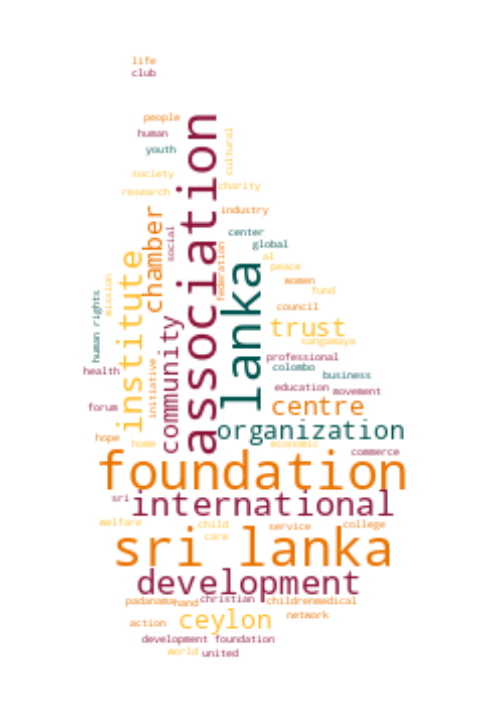 life
club
people
human
youth
association
cultural
society
research
charity
industry
chamber
social
center
global
federation
al
peace
institute
lanka
women
fund
mission
human rights
council
community
trust
sangamaya
professional
colombo
health
business
initiative
education
movement
forum
centre
organization
hope
home
economic
commerce
foundation
sri
international
welfare
child
service
college
care
sri lanka
development
padanama
hand
christian
children
medical
ceylon
network
action
development foundation
world
united